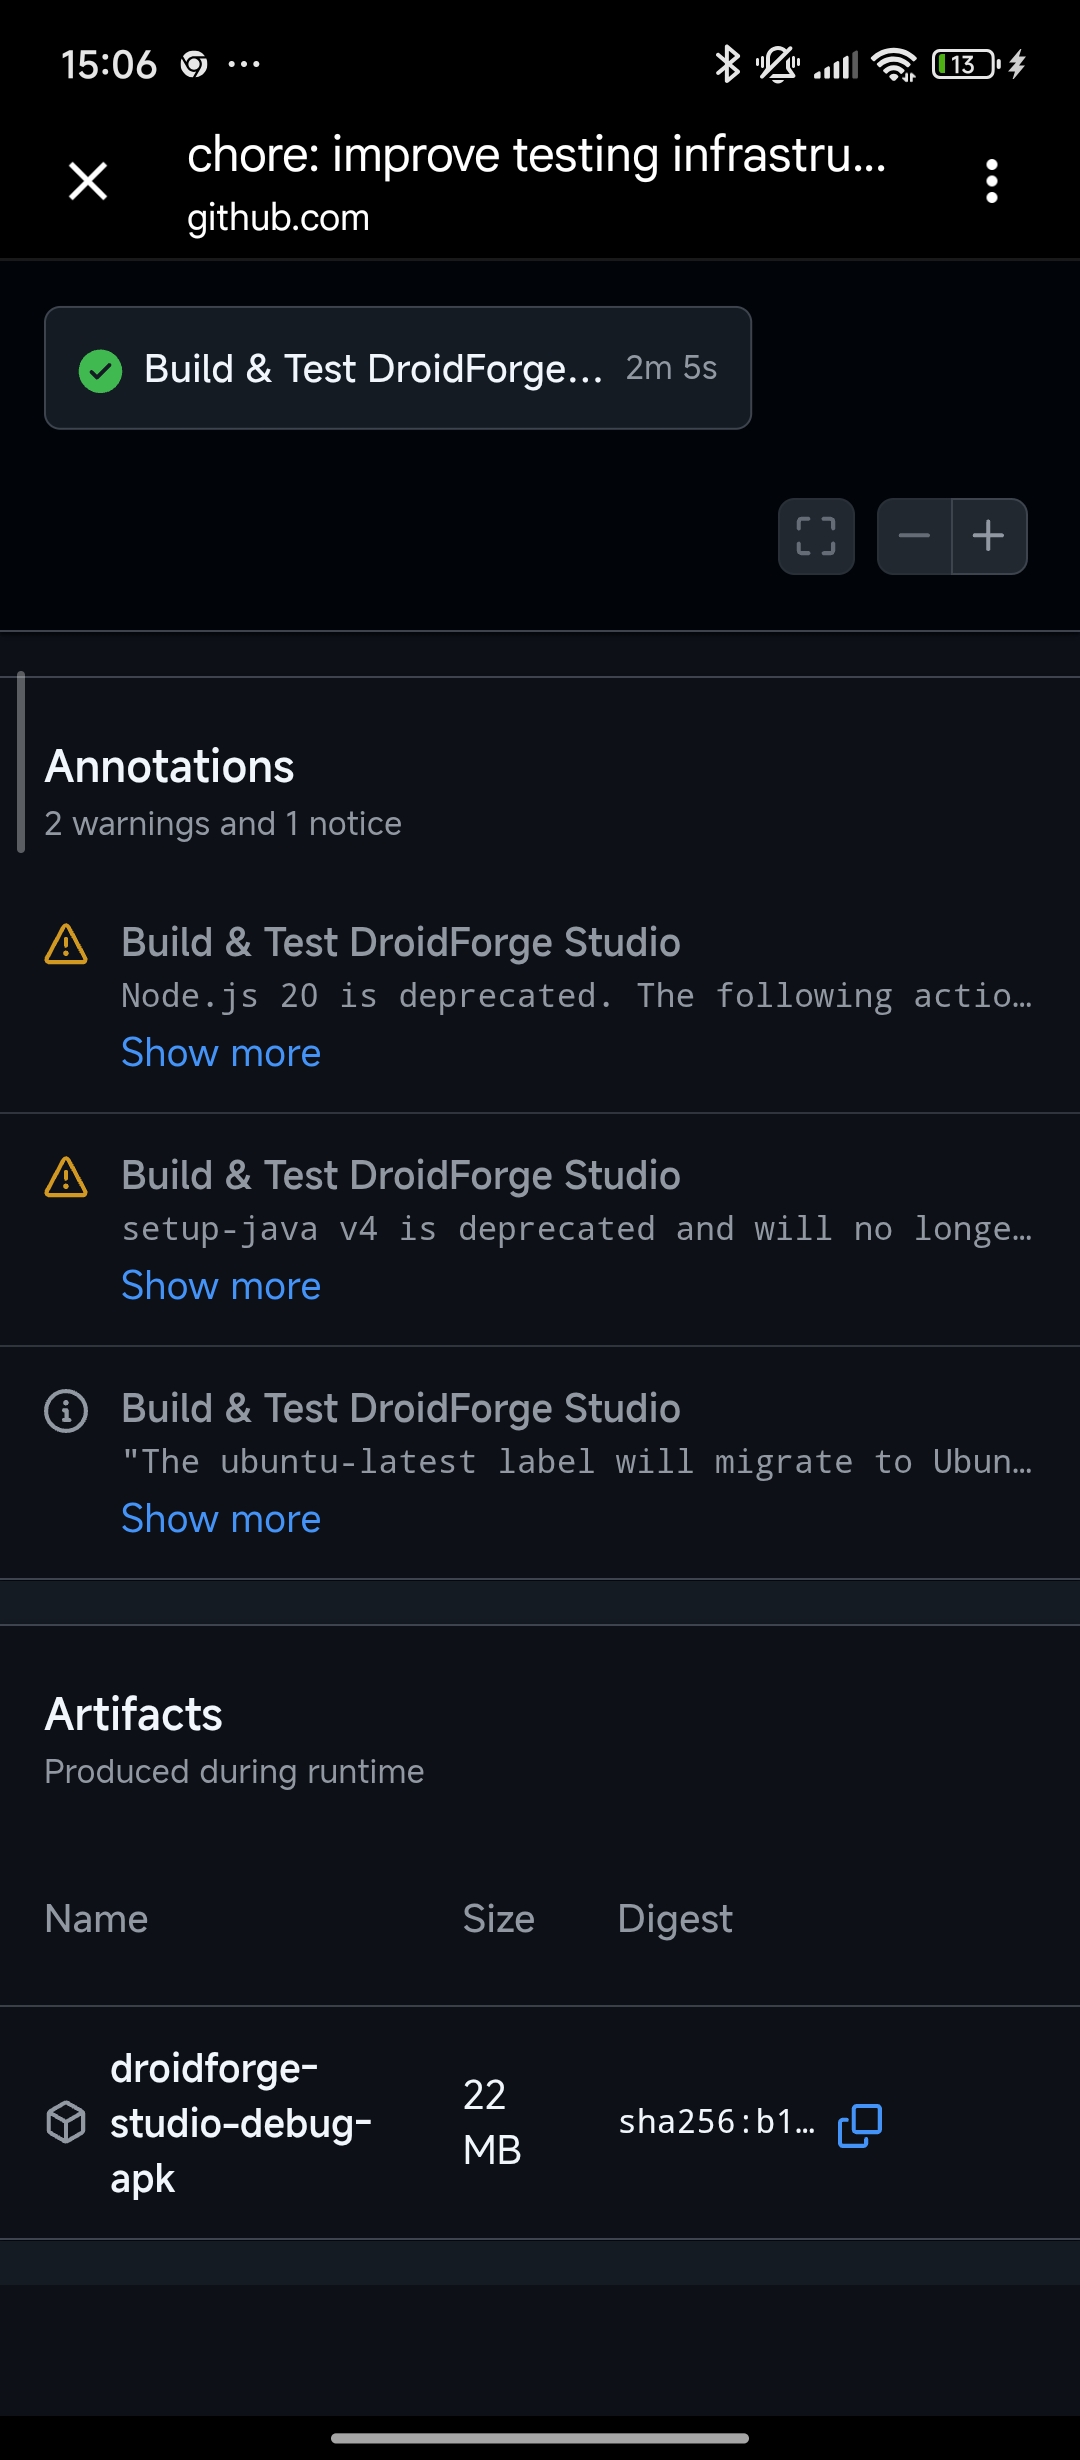 15:06
13
chore: improve testing infrastru...
github.com
Build & Test DroidForge... 2m 5s
Annotations
2 warnings and 1 notice
Build & Test DroidForge Studio
Node.js 20 is deprecated. The following actio…
Show more
Build & Test DroidForge Studio
setup-java v4 is deprecated and will no longe…
Show more
Build & Test DroidForge Studio
"The ubuntu-latest label will migrate to Ubun…
Show more
Artifacts
Produced during runtime
Name Size Digest
droidforge-
studio-debug-
apk
22
MB
sha256:b1…